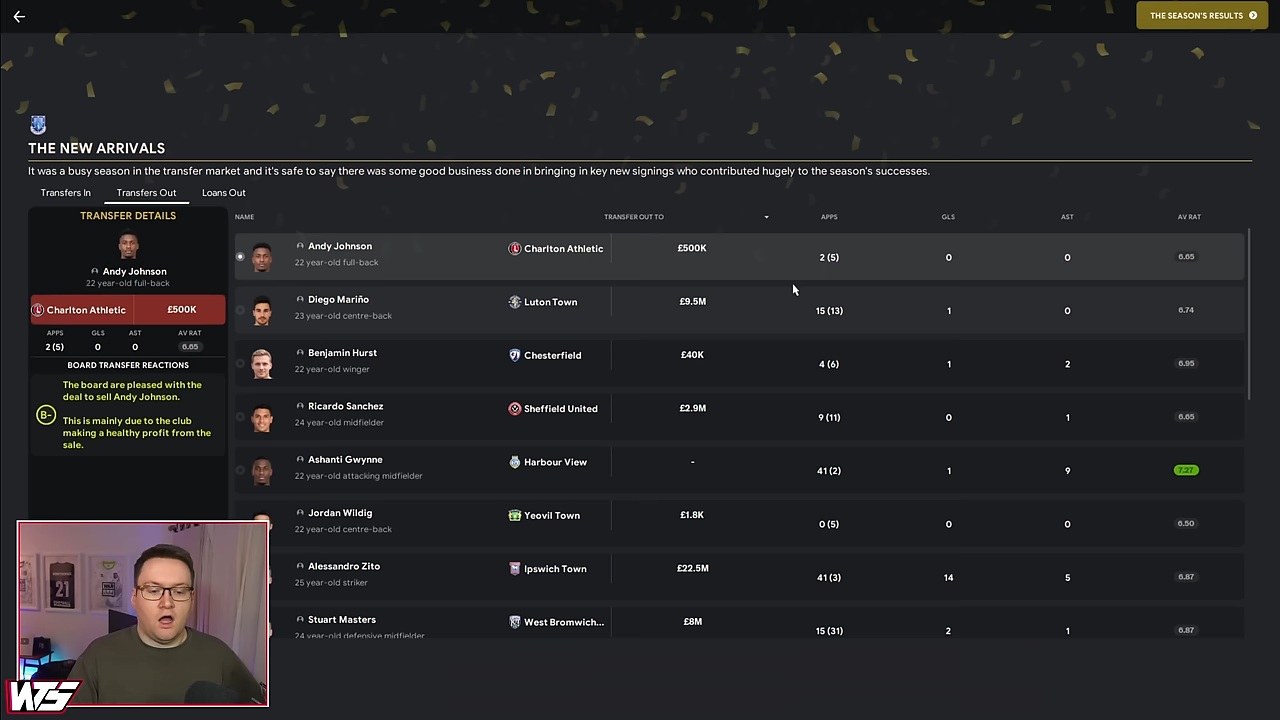 THE SEASON'S RESULTS
THE NEW ARRIVALS
It was a busy season in the transfer market and it's safe to say there was some good business done in bringing in key new signings who contributed hugely to the season's successes.
Transfers In Transfers Out Loans Out
TRANSFER DETAILS
Andy Johnson
22 year-old full-back
Charlton Athletic £500K
APPS GLS AST AV RAT
2 (5) 0 0 6.65
BOARD TRANSFER REACTIONS
B-
The board are pleased with the
deal to sell Andy Johnson.
This is mainly due to the club
making a healthy profit from the
sale.
NAME TRANSFER OUT TO APPS GLS AST AV RAT
Andy Johnson Charlton Athletic £500K
22 year-old full-back 2 (5) 0 0 6.65
Diego Mariño Luton Town £9.5M
23 year-old centre-back 15 (13) 1 0 6.74
Benjamin Hurst Chesterfield £40K
22 year-old winger 4 (6) 1 2 6.95
Ricardo Sanchez Sheffield United £2.9M
24 year-old midfielder 9 (11) 0 1 6.65
Ashanti Gwynne Harbour View -
22 year-old attacking midfielder 41 (2) 1 9 7.27
Jordan Wildig Yeovil Town £1.8K
22 year-old centre-back 0 (5) 0 0 6.50
Alessandro Zito Ipswich Town £22.5M
25 year-old striker 41 (3) 14 5 6.87
Stuart Masters West Bromwich... £8M
24 year-old defensive midfielder 15 (31) 2 1 6.87
21
WTS